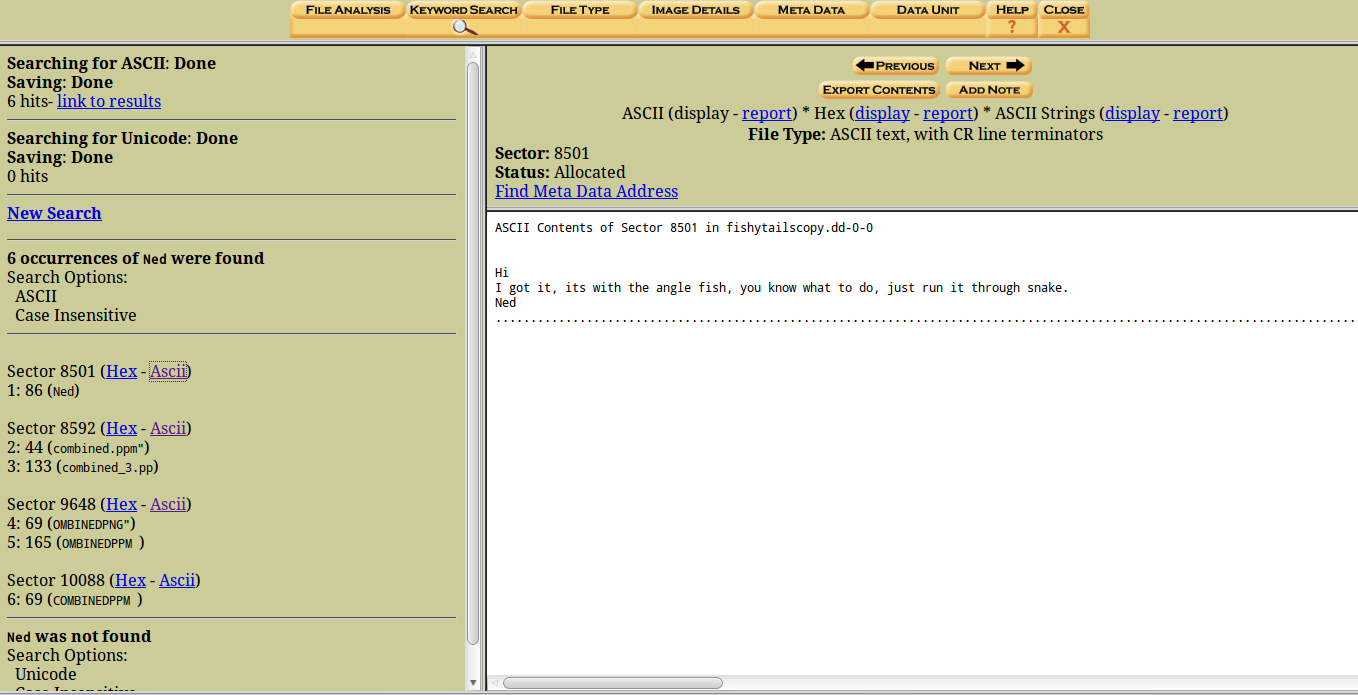 FILE ANALYSIS KEYWORD SEARCH FILE TYPE IMAGE DETAILS META DATA DATA UNIT HELP CLOSE
? X
Searching for ASCII: Done
Saving: Done
6 hits- link to results
Searching for Unicode: Done
Saving: Done
0 hits
New Search
6 occurrences of Ned were found
Search Options:
ASCII
Case Insensitive
Sector 8501 (Hex - Ascii)
1: 86 (Ned)
Sector 8592 (Hex - Ascii)
2: 44 (combined.ppm")
3: 133 (combined_3.pp)
Sector 9648 (Hex - Ascii)
4: 69 (OMBINEDPNG")
5: 165 (OMBINEDPPM )
Sector 10088 (Hex - Ascii)
6: 69 (COMBINEDPPM )
Ned was not found
Search Options:
Unicode
Case Insensitive
PREVIOUS NEXT
EXPORT CONTENTS ADD NOTE
ASCII (display - report) * Hex (display - report) * ASCII Strings (display - report)
File Type: ASCII text, with CR line terminators
Sector: 8501
Status: Allocated
Find Meta Data Address
ASCII Contents of Sector 8501 in fishytailscopy.dd-0-0
Hi
I got it, its with the angle fish, you know what to do, just run it through snake.
Ned
...........................................................................................................................